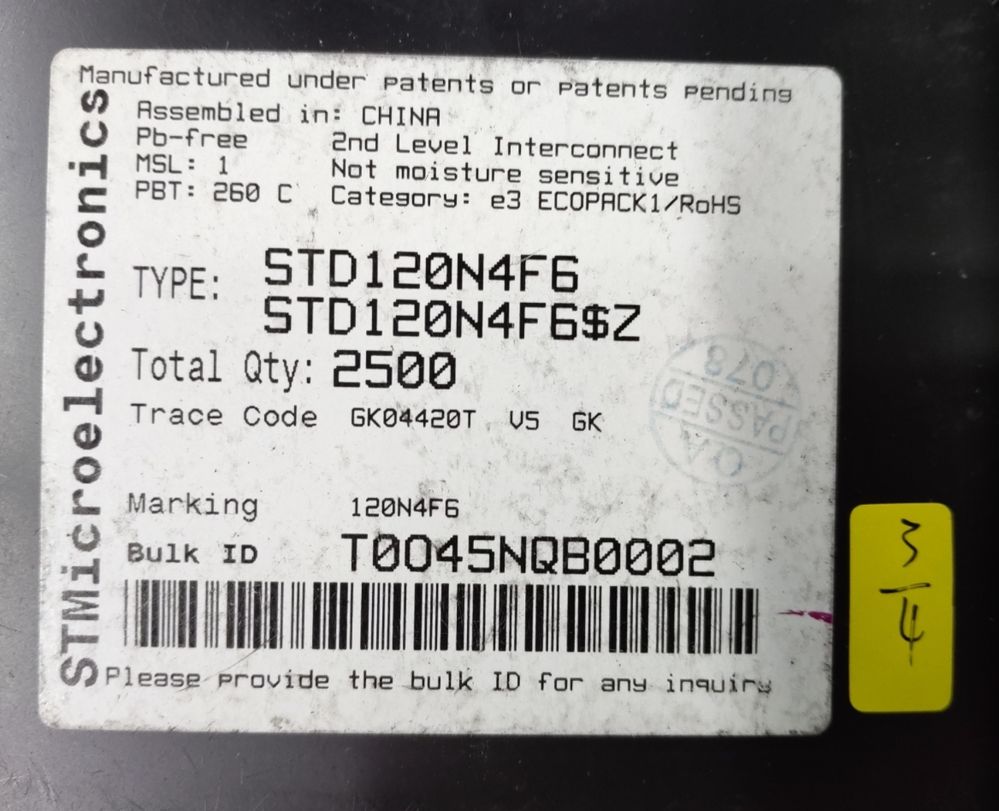 STMicroelectronics
Manufactured under patents or patents pending
Assembled in: CHINA
Pb-free 2nd Level Interconnect
MSL: 1 Not moisture sensitive
PBT: 260 C Category: e3 ECOPACK1/RoHS
TYPE: STD120N4F6
STD120N4F6$Z
Total Qty: 2500
Trace Code GK04420T V5 GK
QA
PASSED
078
Marking 120N4F6
Bulk ID T0045NQB0002
Please provide the bulk ID for any inquiry
3/4